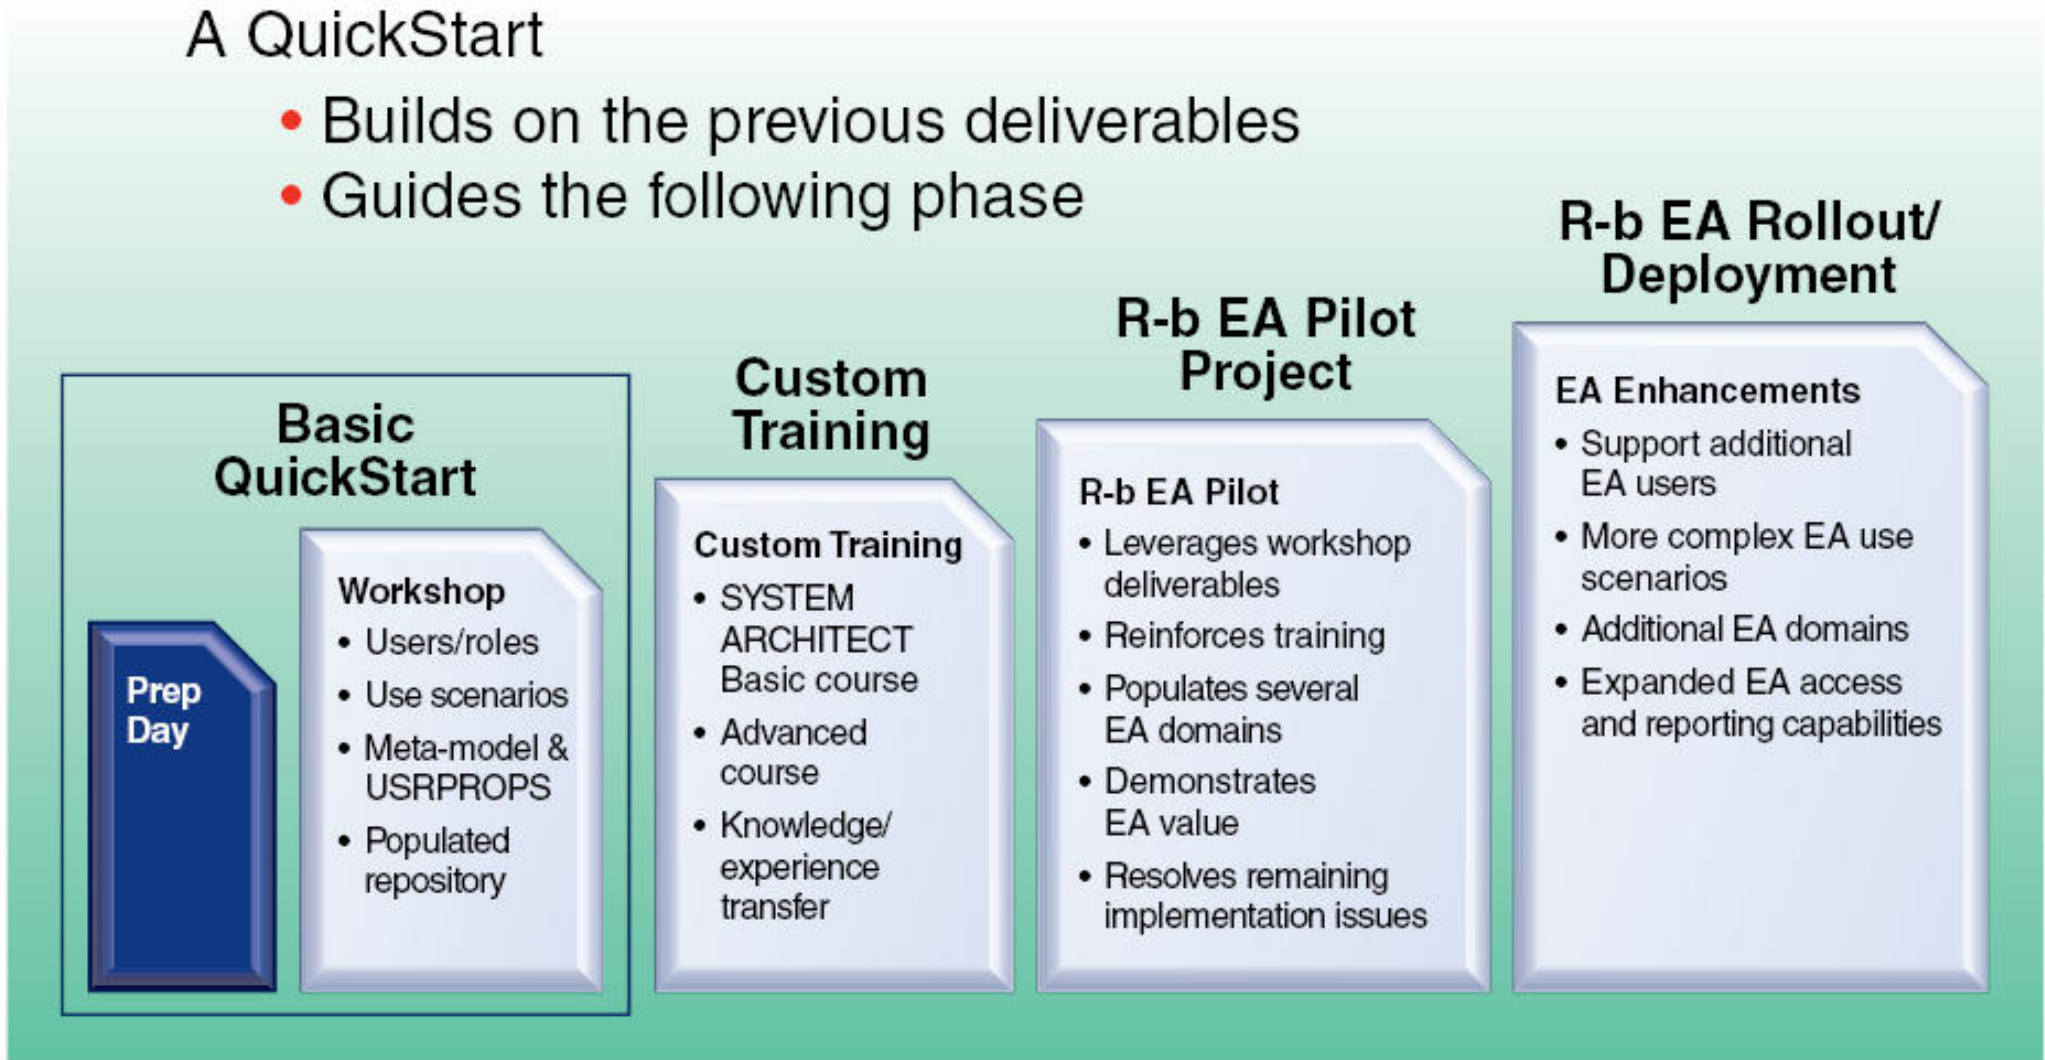 A QuickStart
• Builds on the previous deliverables
• Guides the following phase
Basic
QuickStart
Prep
Day
Workshop
• Users/roles
• Use scenarios
• Meta-model &
USRPROPS
• Populated
repository
Custom
Training
Custom Training
• SYSTEM
ARCHITECT
Basic course
• Advanced
course
• Knowledge/
experience
transfer
R-b EA Pilot
Project
R-b EA Pilot
• Leverages workshop
deliverables
• Reinforces training
• Populates several
EA domains
• Demonstrates
EA value
• Resolves remaining
implementation issues
R-b EA Rollout/
Deployment
EA Enhancements
• Support additional
EA users
• More complex EA use
scenarios
• Additional EA domains
• Expanded EA access
and reporting capabilities